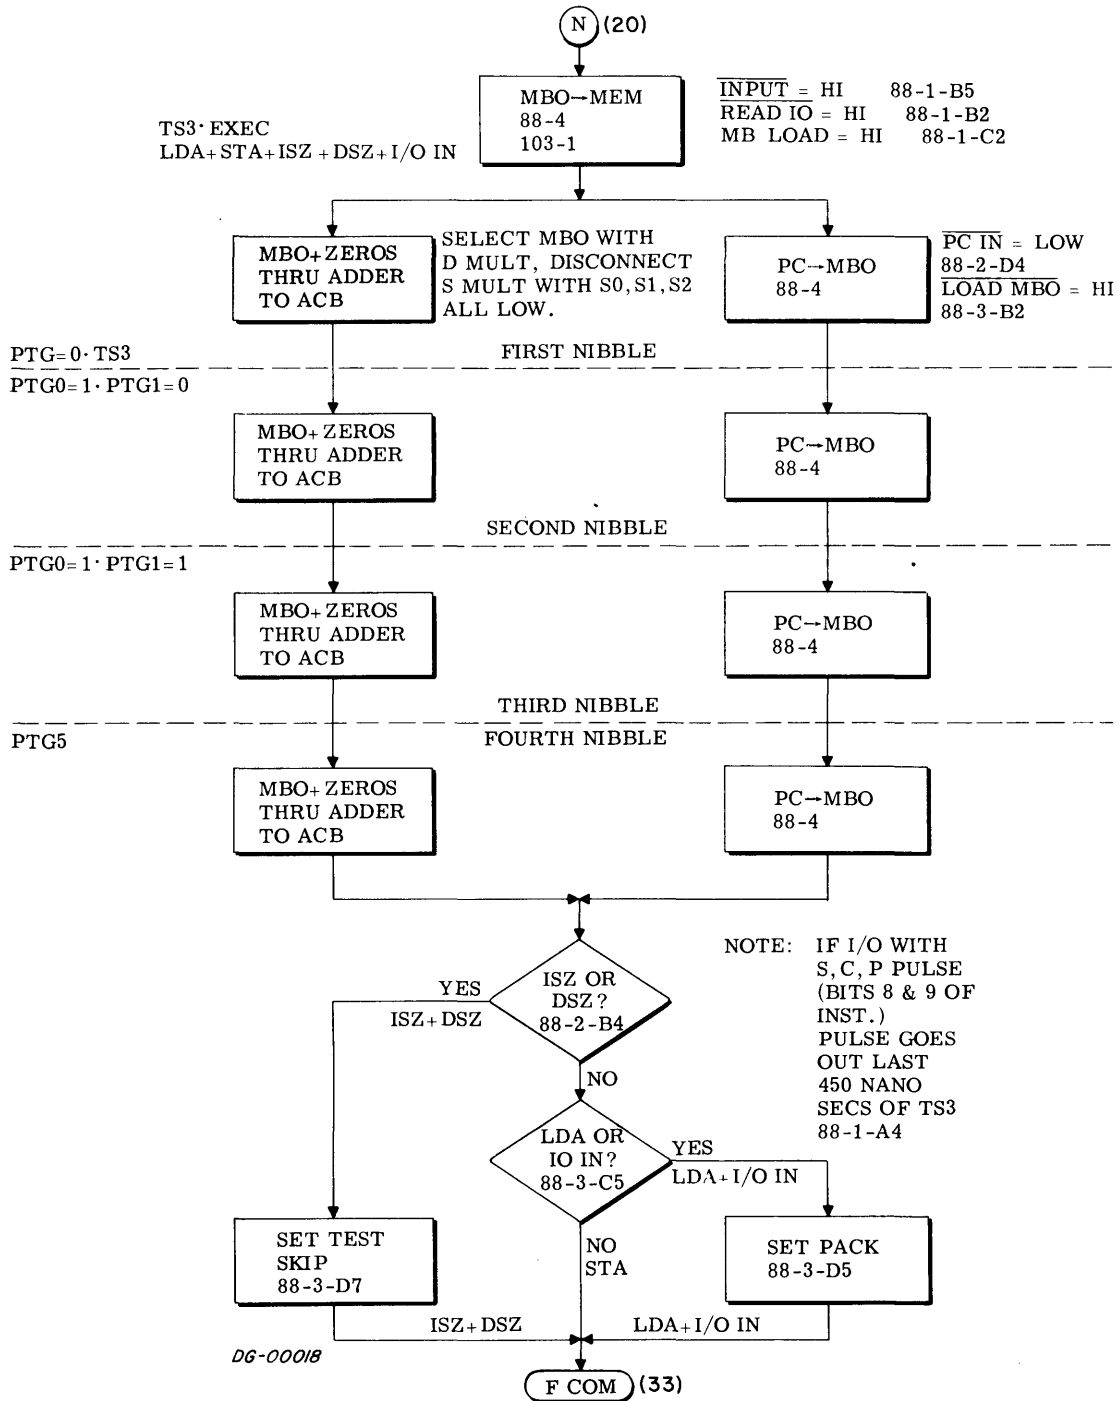 N (20)
MBO→MEM
88-4
103-1
INPUT = HI 88-1-B5
READ IO = HI 88-1-B2
MB LOAD = HI 88-1-C2
TS3·EXEC
LDA+STA+ISZ+DSZ+I/O IN
MBO+ZEROS
THRU ADDER
TO ACB
SELECT MBO WITH
D MULT, DISCONNECT
S MULT WITH S0, S1, S2
ALL LOW.
PC→MBO
88-4
PC IN = LOW
88-2-D4
LOAD MBO = HI
88-3-B2
PTG=0·TS3
FIRST NIBBLE
PTG0=1·PTG1=0
MBO+ZEROS
THRU ADDER
TO ACB
PC→MBO
88-4
SECOND NIBBLE
PTG0=1·PTG1=1
MBO+ZEROS
THRU ADDER
TO ACB
PC→MBO
88-4
THIRD NIBBLE
PTG5
FOURTH NIBBLE
MBO+ZEROS
THRU ADDER
TO ACB
PC→MBO
88-4
ISZ OR
DSZ?
88-2-B4
YES
ISZ+DSZ
NO
NOTE: IF I/O WITH
S, C, P PULSE
(BITS 8 & 9 OF
INST.)
PULSE GOES
OUT LAST
450 NANO
SECS OF TS3
88-1-A4
LDA OR
IO IN?
88-3-C5
YES
LDA+I/O IN
NO
STA
SET TEST
SKIP
88-3-D7
SET PACK
88-3-D5
ISZ+DSZ
LDA+I/O IN
DG-00018
F COM (33)